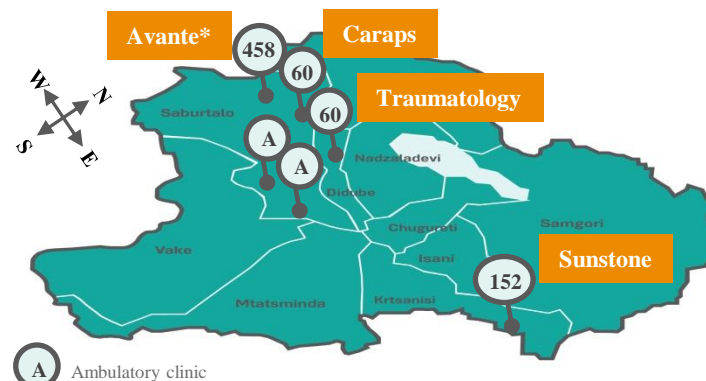 Avante*
Caraps
458
60
W
N
S
E
Saburtalo
60
Traumatology
A
A
Nadzaladevi
Didube
Chugureti
Samgori
Vake
Isani
Sunstone
152
Mtatsminda
Krtsanisi
A
Ambulatory clinic